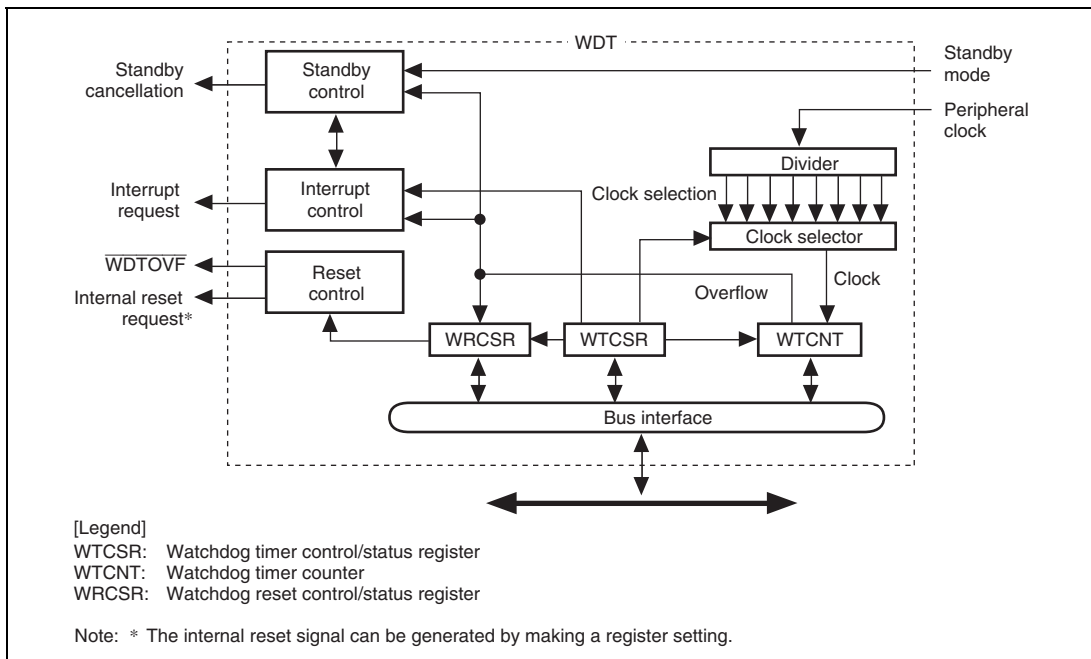 WDT
Standby
cancellation
Standby
control
Standby
mode
Peripheral
clock
Divider
Interrupt
request
Interrupt
control
Clock selection
Clock selector
WDTOVF
Internal reset
request*
Reset
control
Overflow
Clock
WRCSR
WTCSR
WTCNT
Bus interface
[Legend]
WTCSR: Watchdog timer control/status register
WTCNT: Watchdog timer counter
WRCSR: Watchdog reset control/status register
Note: * The internal reset signal can be generated by making a register setting.